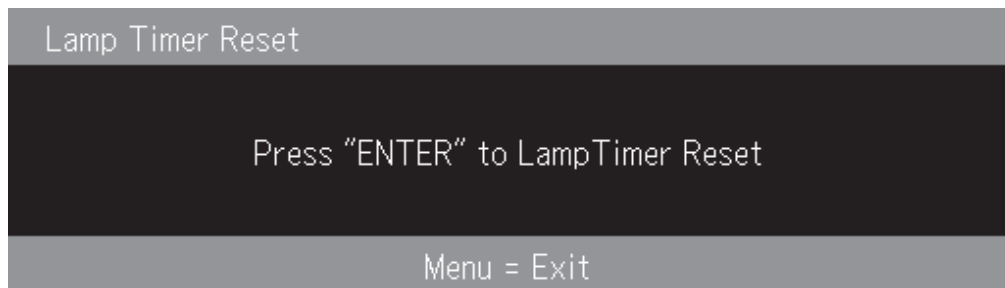 Lamp Timer Reset
Press "ENTER" to LampTimer Reset
Menu = Exit